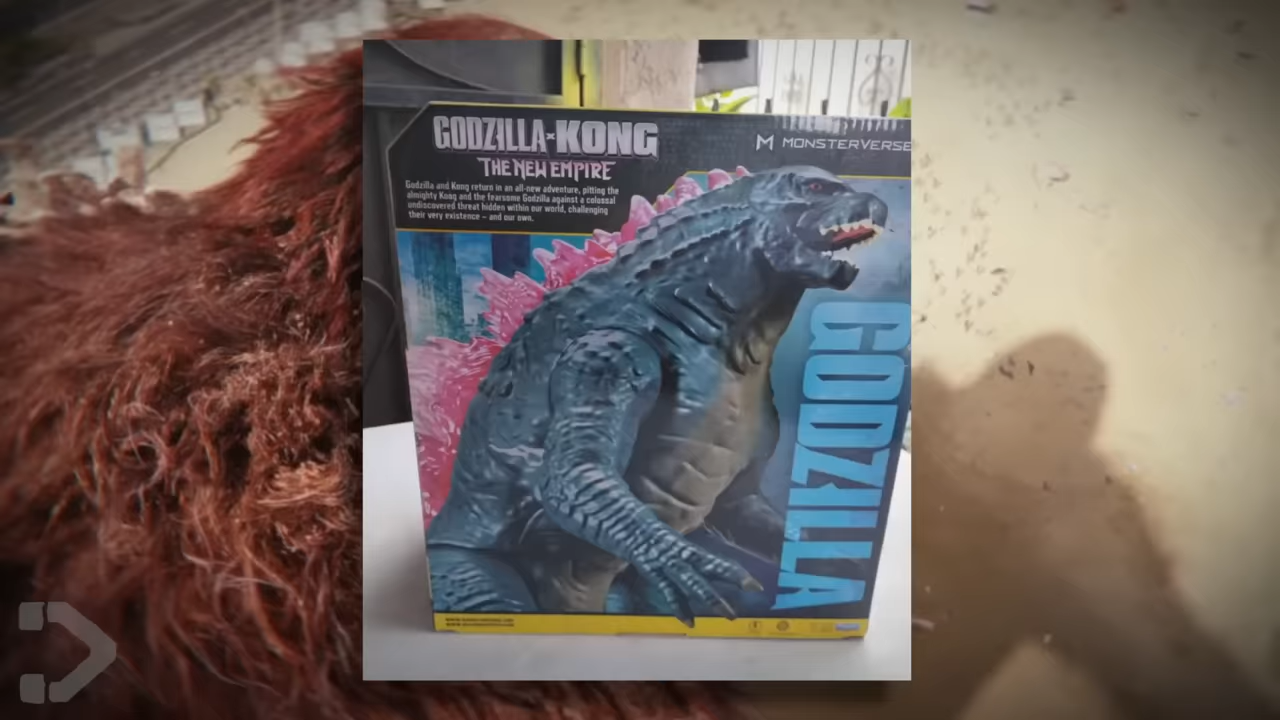 GODZILLA x KONG
THE NEW EMPIRE
Godzilla and Kong return in an all-new adventure, pitting the
almighty Kong and the fearsome Godzilla against a colossal
undiscovered threat hidden within our world, challenging
their very existence – and our own.
M MONSTERVERSE
GODZILLA